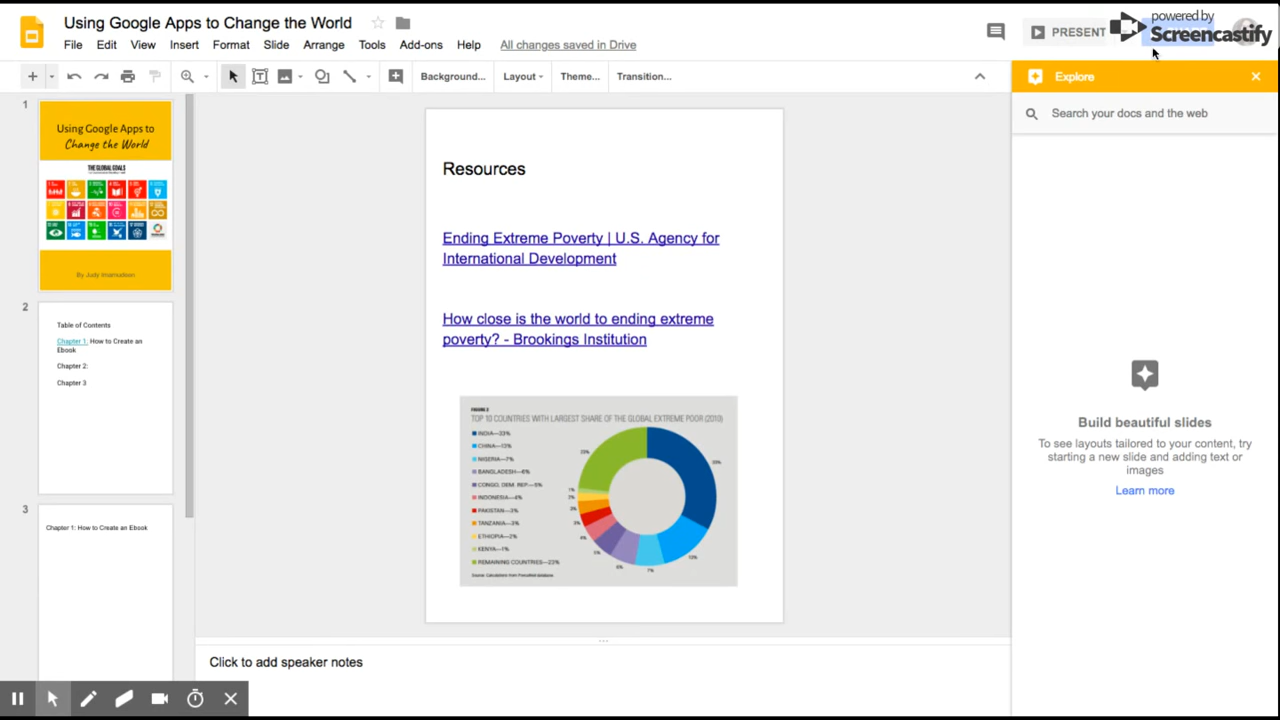 Using Google Apps to Change the World
powered by
Screencastify
PRESENT
File Edit View Insert Format Slide Arrange Tools Add-ons Help All changes saved in Drive
Background... Layout Theme... Transition...
Explore
Search your docs and the web
1
Using Google Apps to
Change the World
THE GLOBAL GOALS
By Judy
2
Table of Contents
Chapter 1: How to Create an
Ebook
Chapter 2:
Chapter 3
3
Chapter 1: How to Create an Ebook
Resources
Ending Extreme Poverty | U.S. Agency for
International Development
How close is the world to ending extreme
poverty? - Brookings Institution
FIGURE 2
TOP 10 COUNTRIES WITH LARGEST SHARE OF THE GLOBAL EXTREME POOR (2010)
INDIA—33%
CHINA—13%
NIGERIA—7%
BANGLADESH—6%
CONGO, DEM. REP.—5%
INDONESIA—4%
PAKISTAN—3%
TANZANIA—3%
ETHIOPIA—2%
KENYA—1%
REMAINING COUNTRIES—23%
Click to add speaker notes
Build beautiful slides
To see layouts tailored to your content, try
starting a new slide and adding text or
images
Learn more